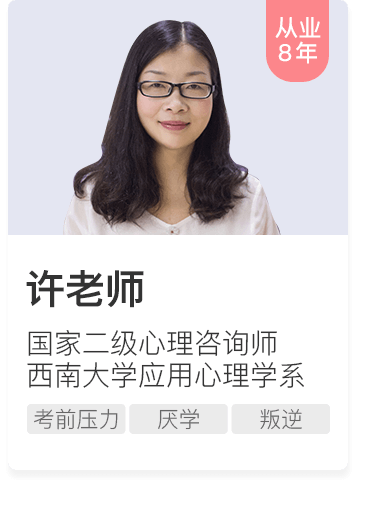 从业
8年
许老师
国家二级心理咨询师
西南大学应用心理学系
考前压力 厌学 叛逆